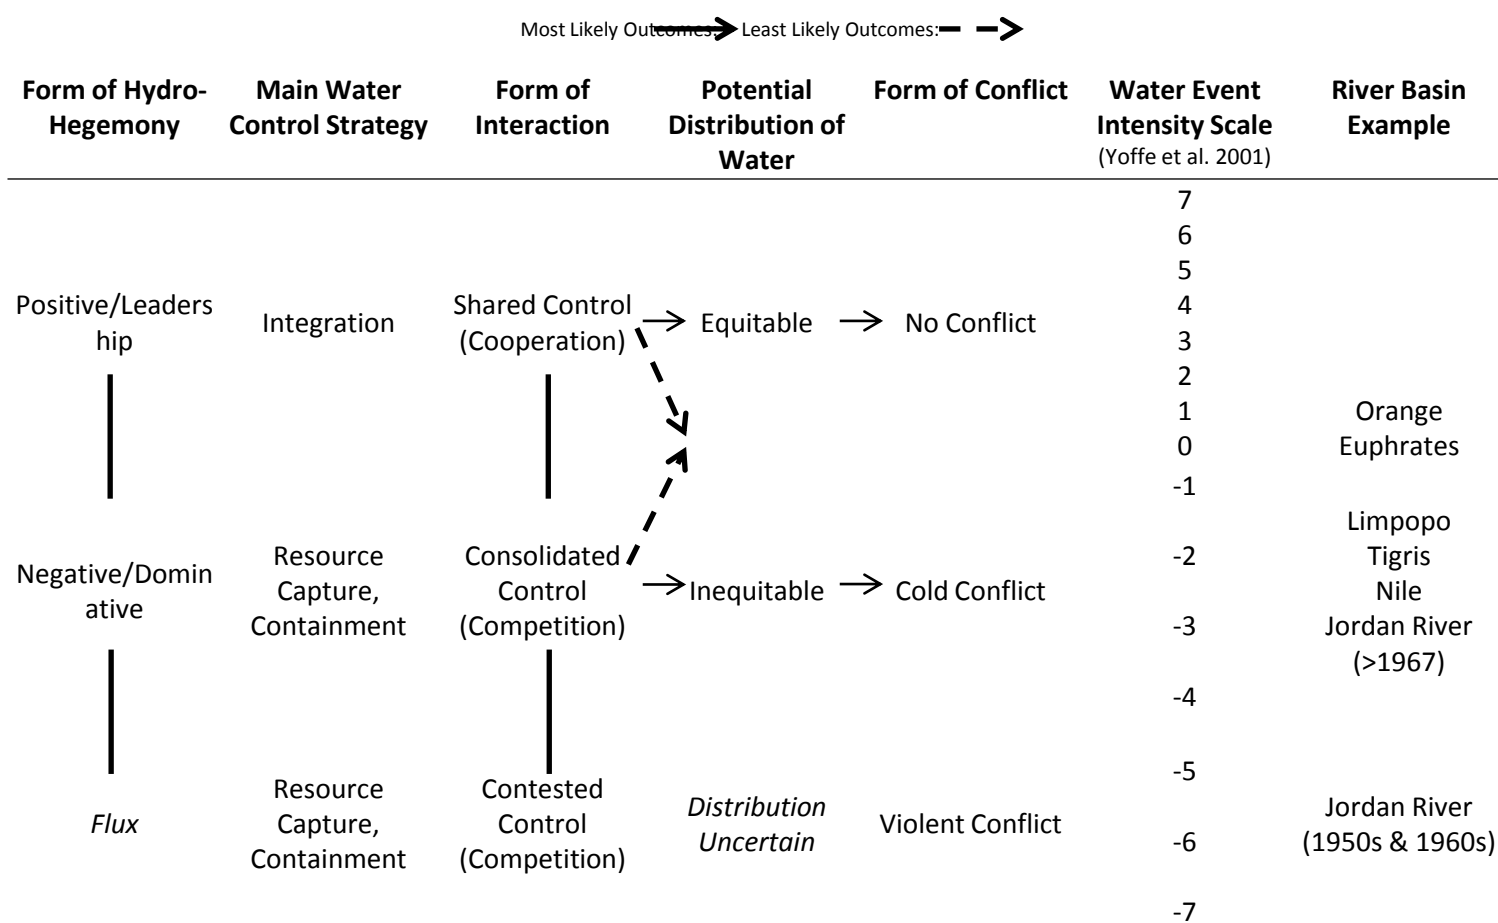 Most Likely Outcomes: Least Likely Outcomes:
Form of Hydro-
Hegemony
Main Water
Control Strategy
Form of
Interaction
Potential
Distribution of
Water
Form of Conflict
Water Event
Intensity Scale
(Yoffe et al. 2001)
River Basin
Example
Positive/Leaders
hip
Integration
Shared Control
(Cooperation)
Equitable
No Conflict
7
6
5
4
3
2
1
0
-1
Orange
Euphrates
Negative/Domin
ative
Resource
Capture,
Containment
Consolidated
Control
(Competition)
Inequitable
Cold Conflict
-2
-3
-4
Limpopo
Tigris
Nile
Jordan River
(>1967)
Flux
Resource
Capture,
Containment
Contested
Control
(Competition)
Distribution
Uncertain
Violent Conflict
-5
-6
-7
Jordan River
(1950s & 1960s)